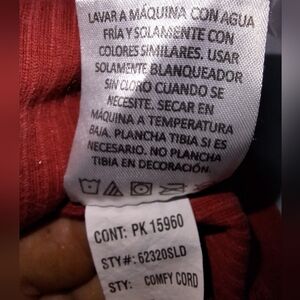 LAVAR A MÁQUINA CON AGUA
FRÍA Y SOLAMENTE CON
COLORES SIMILARES. USAR
SOLAMENTE BLANQUEADOR
SIN CLORO CUANDO SE
NECESITE. SECAR EN
MÁQUINA A TEMPERATURA
BAJA. PLANCHA TIBIA SI ES
NECESARIO. NO PLANCHA
TIBIA EN DECORACIÓN.
CONT: PK 15960
STY#: 62320SLD
STY: COMFY CORD